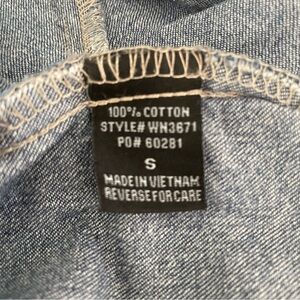 100% COTTON
STYLE# WN3671
PO# 60281
S
MADE IN VIETNAM
REVERSE FOR CARE